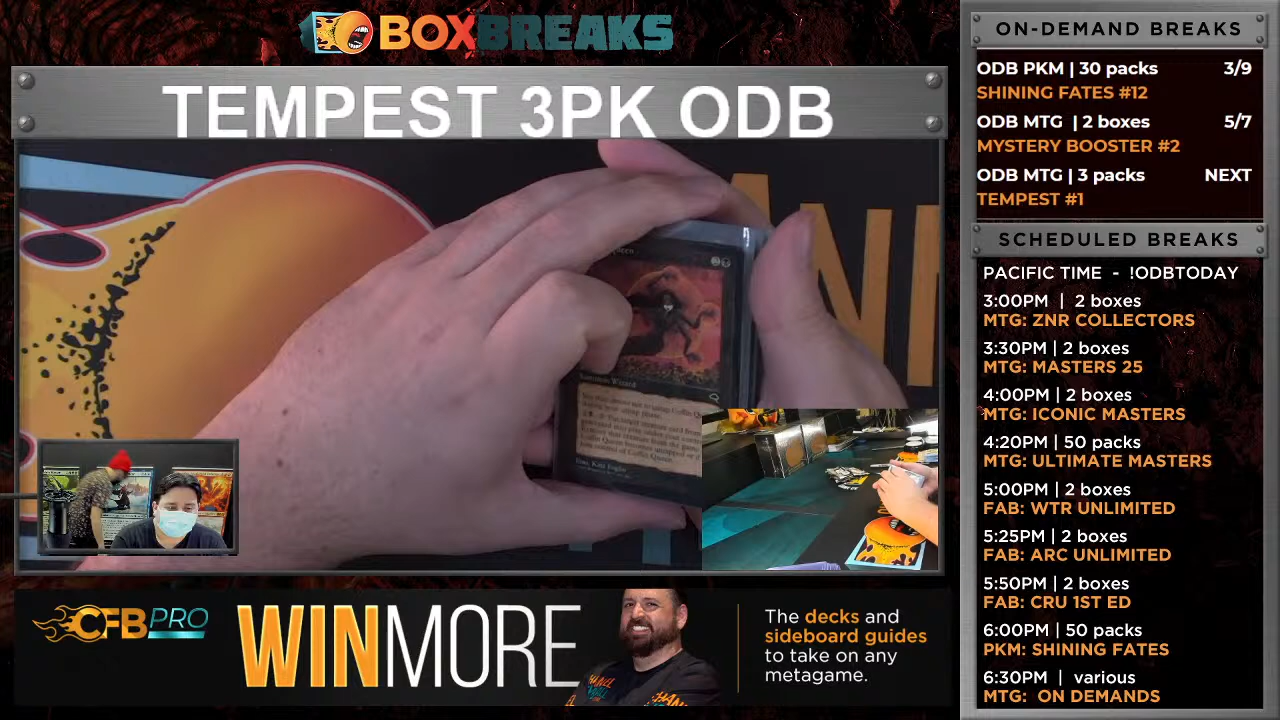 BOXBREAKS
TEMPEST 3PK ODB
Summon Wizard
Coffin Queen
CFBPRO
WINMORE
The decks and
sideboard guides
to take on any
metagame.
ON-DEMAND BREAKS
ODB PKM | 30 packs 3/9
SHINING FATES #12
ODB MTG | 2 boxes 5/7
MYSTERY BOOSTER #2
ODB MTG | 3 packs NEXT
TEMPEST #1
SCHEDULED BREAKS
PACIFIC TIME - !ODBTODAY
3:00PM | 2 boxes
MTG: ZNR COLLECTORS
3:30PM | 2 boxes
MTG: MASTERS 25
4:00PM | 2 boxes
MTG: ICONIC MASTERS
4:20PM | 50 packs
MTG: ULTIMATE MASTERS
5:00PM | 2 boxes
FAB: WTR UNLIMITED
5:25PM | 2 boxes
FAB: ARC UNLIMITED
5:50PM | 2 boxes
FAB: CRU 1ST ED
6:00PM | 50 packs
PKM: SHINING FATES
6:30PM | various
MTG: ON DEMANDS